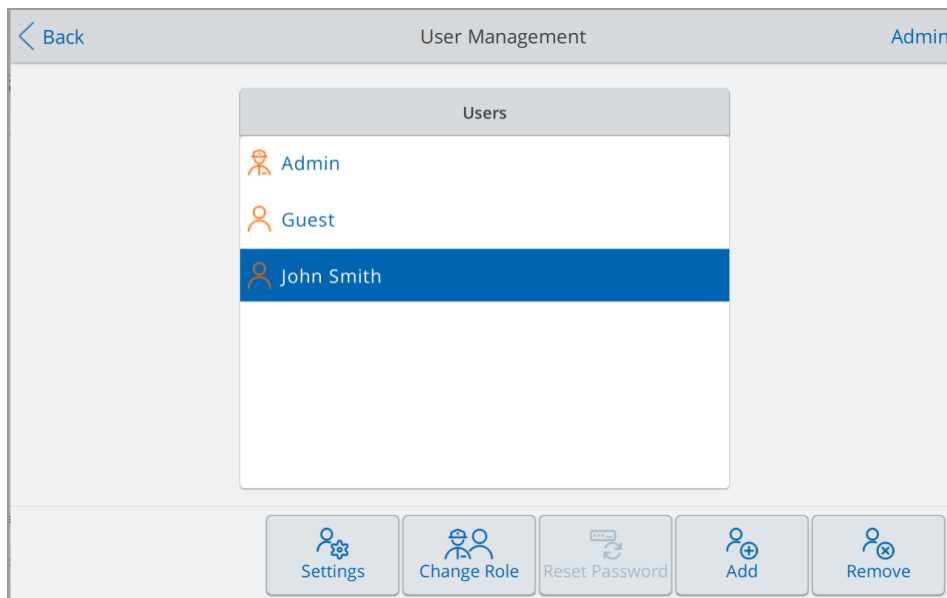 Back
User Management
Admin
Users
Admin
Guest
John Smith
Settings
Change Role
Reset Password
Add
Remove